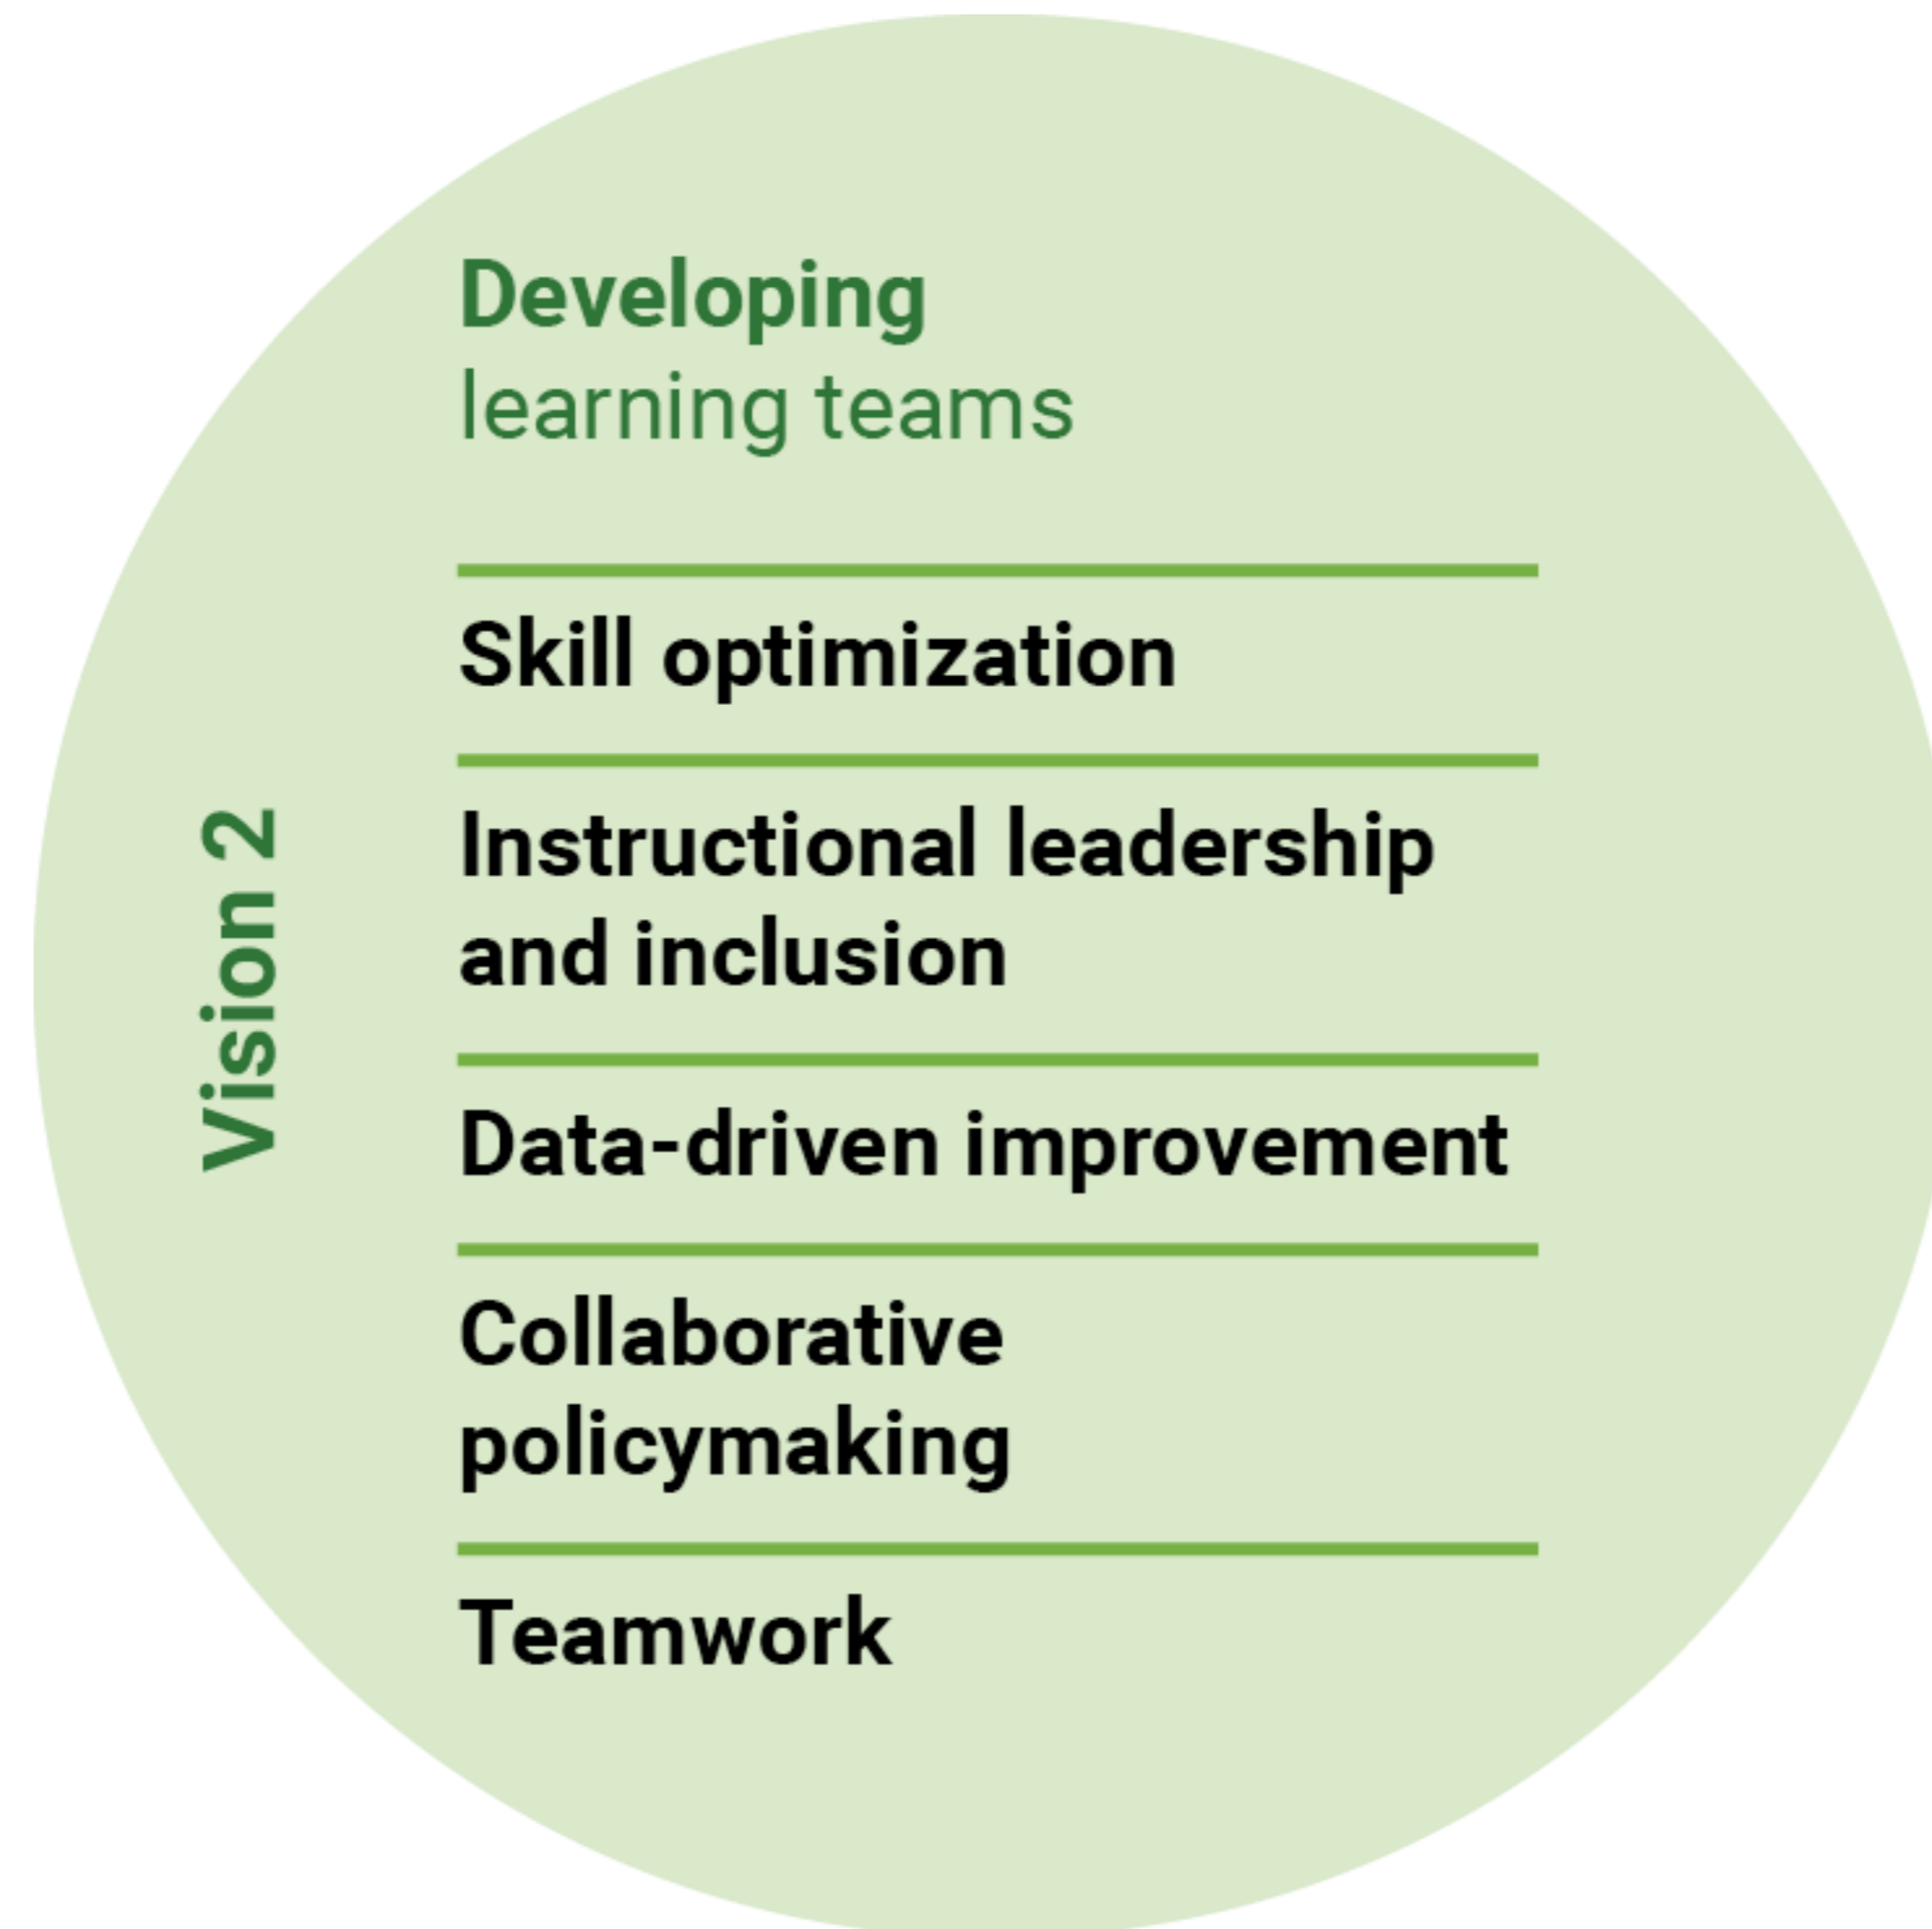 Vision 2
Developing
learning teams
Skill optimization
Instructional leadership
and inclusion
Data-driven improvement
Collaborative
policymaking
Teamwork